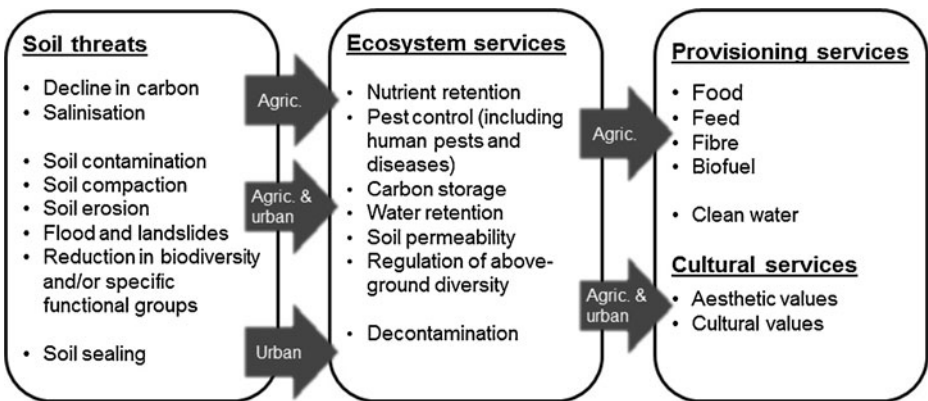 Soil threats
• Decline in carbon
• Salinisation
• Soil contamination
• Soil compaction
• Soil erosion
• Flood and landslides
• Reduction in biodiversity
and/or specific
functional groups
• Soil sealing
Agric.
Agric. &
urban
Urban
Ecosystem services
• Nutrient retention
• Pest control (including
human pests and
diseases)
• Carbon storage
• Water retention
• Soil permeability
• Regulation of above-
ground diversity
• Decontamination
Agric.
Agric. &
urban
Provisioning services
• Food
• Feed
• Fibre
• Biofuel
• Clean water
Cultural services
• Aesthetic values
• Cultural values